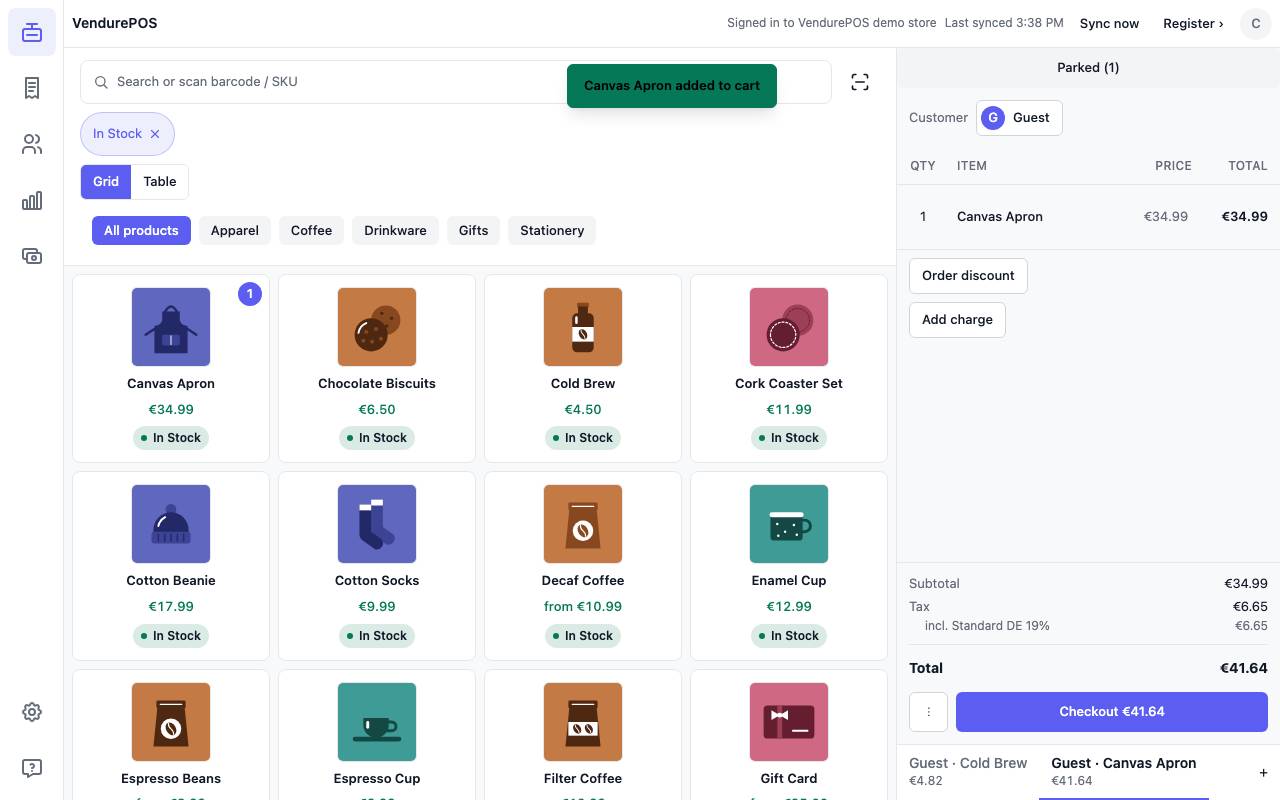 VendurePOS
Signed in to VendurePOS demo store Last synced 3:38 PM Sync now Register › C
Search or scan barcode / SKU
Canvas Apron added to cart
In Stock ×
Grid Table
All products Apparel Coffee Drinkware Gifts Stationery
1
Canvas Apron
€34.99
In Stock
Chocolate Biscuits
€6.50
In Stock
Cold Brew
€4.50
In Stock
Cork Coaster Set
€11.99
In Stock
Cotton Beanie
€17.99
In Stock
Cotton Socks
€9.99
In Stock
Decaf Coffee
from €10.99
In Stock
Enamel Cup
€12.99
In Stock
Espresso Beans
Espresso Cup
Filter Coffee
Gift Card
Parked (1)
Customer G Guest
QTY ITEM PRICE TOTAL
1 Canvas Apron €34.99 €34.99
Order discount
Add charge
Subtotal €34.99
Tax €6.65
incl. Standard DE 19% €6.65
Total €41.64
Checkout €41.64
Guest · Cold Brew
€4.82
Guest · Canvas Apron
€41.64
+